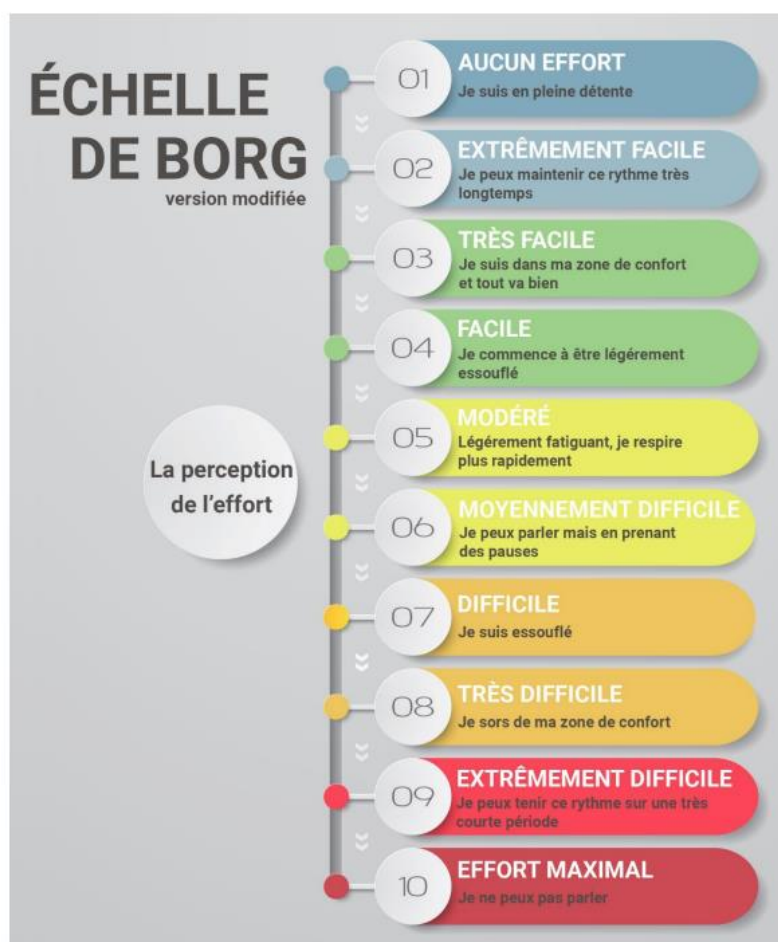 ÉCHELLE
DE BORG
version modifiée
La perception
de l'effort
01
AUCUN EFFORT
Je suis en pleine détente
02
EXTRÊMEMENT FACILE
Je peux maintenir ce rythme très
longtemps
03
TRÈS FACILE
Je suis dans ma zone de confort
et tout va bien
04
FACILE
Je commence à être légérement
essouflé
05
MODÉRÉ
Légérement fatiguant, je respire
plus rapidement
06
MOYENNEMENT DIFFICILE
Je peux parler mais en prenant
des pauses
07
DIFFICILE
Je suis essouflé
08
TRÈS DIFFICILE
Je sors de ma zone de confort
09
EXTRÊMEMENT DIFFICILE
Je peux tenir ce rythme sur une très
courte période
10
EFFORT MAXIMAL
Je ne peux pas parler